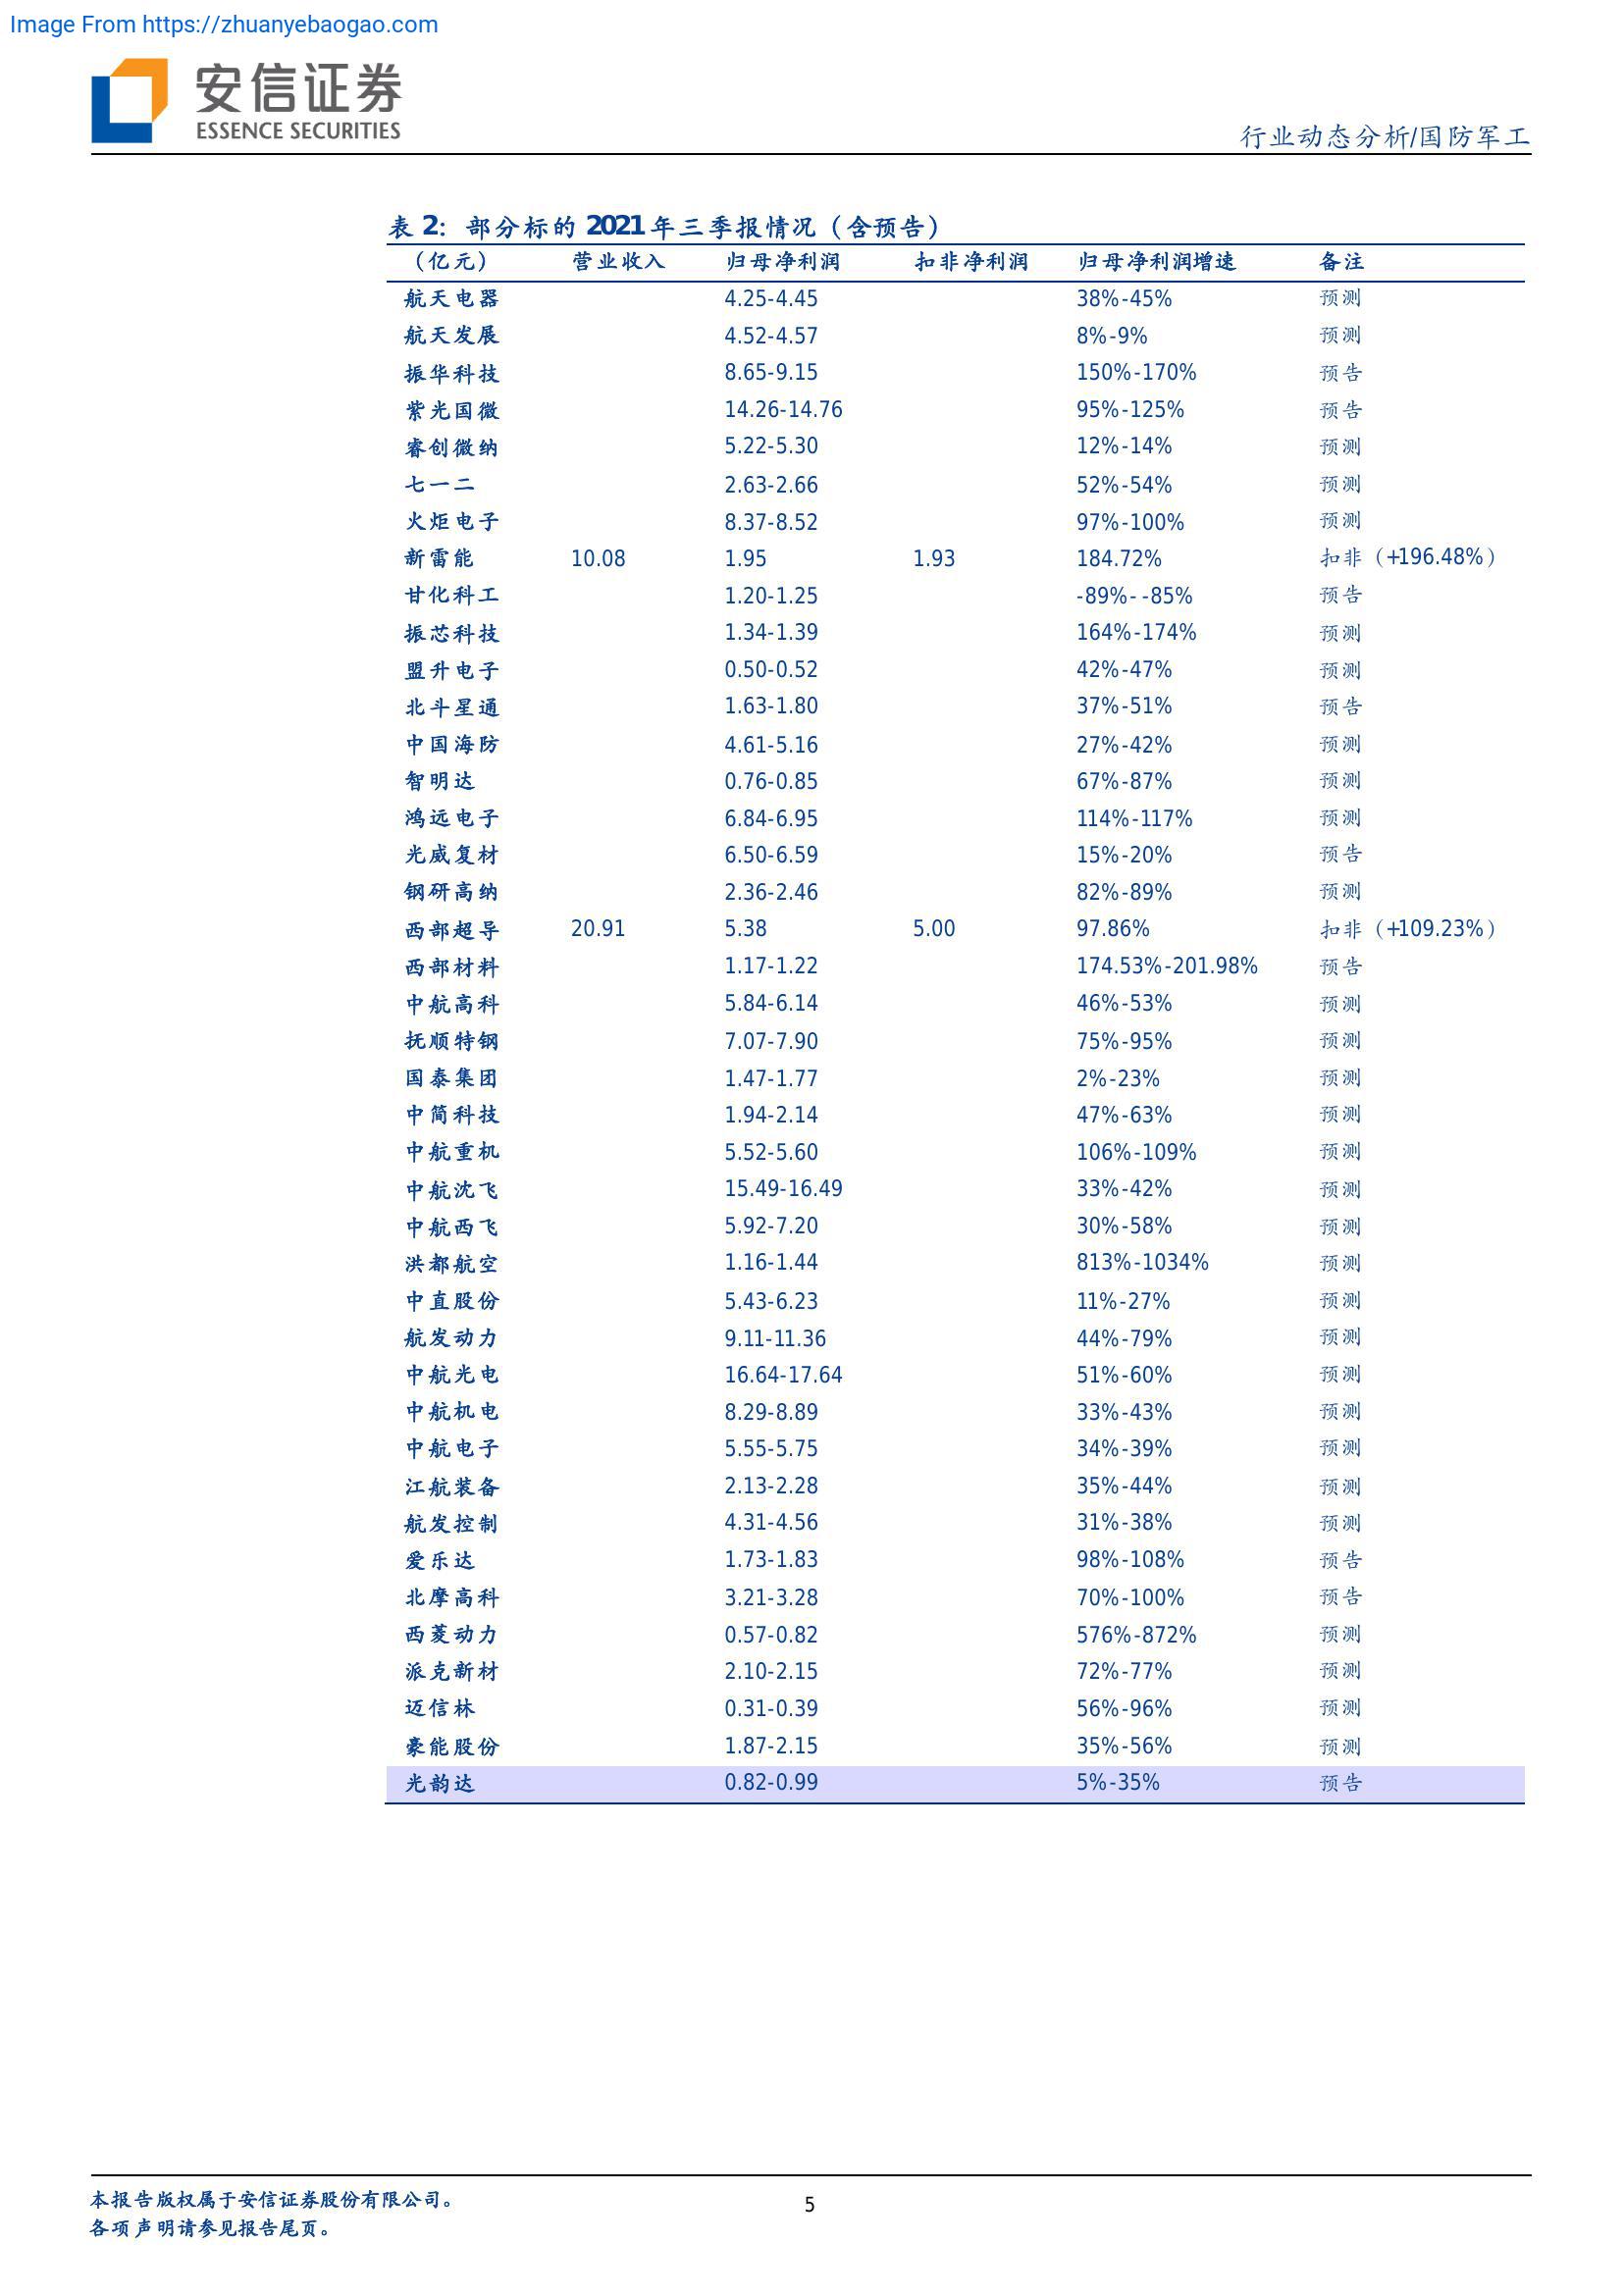 Image From https://zhuanyebaogao.com
安信证券
ESSENCE SECURITIES
行业动态分析/国防军工
表 2：部分标的 2021 年三季报情况（含预告）
（亿元） 营业收入 归母净利润 扣非净利润 归母净利润增速 备注
航天电器 4.25-4.45 38%-45% 预测
航天发展 4.52-4.57 8%-9% 预测
振华科技 8.65-9.15 150%-170% 预告
紫光国微 14.26-14.76 95%-125% 预告
睿创微纳 5.22-5.30 12%-14% 预测
七一二 2.63-2.66 52%-54% 预测
火炬电子 8.37-8.52 97%-100% 预测
新雷能 10.08 1.95 1.93 184.72% 扣非（+196.48%）
甘化科工 1.20-1.25 -89%- -85% 预告
振芯科技 1.34-1.39 164%-174% 预测
盟升电子 0.50-0.52 42%-47% 预测
北斗星通 1.63-1.80 37%-51% 预告
中国海防 4.61-5.16 27%-42% 预测
智明达 0.76-0.85 67%-87% 预测
鸿远电子 6.84-6.95 114%-117% 预测
光威复材 6.50-6.59 15%-20% 预告
钢研高纳 2.36-2.46 82%-89% 预测
西部超导 20.91 5.38 5.00 97.86% 扣非（+109.23%）
西部材料 1.17-1.22 174.53%-201.98% 预告
中航高科 5.84-6.14 46%-53% 预测
抚顺特钢 7.07-7.90 75%-95% 预测
国泰集团 1.47-1.77 2%-23% 预测
中简科技 1.94-2.14 47%-63% 预测
中航重机 5.52-5.60 106%-109% 预测
中航沈飞 15.49-16.49 33%-42% 预测
中航西飞 5.92-7.20 30%-58% 预测
洪都航空 1.16-1.44 813%-1034% 预测
中直股份 5.43-6.23 11%-27% 预测
航发动力 9.11-11.36 44%-79% 预测
中航光电 16.64-17.64 51%-60% 预测
中航机电 8.29-8.89 33%-43% 预测
中航电子 5.55-5.75 34%-39% 预测
江航装备 2.13-2.28 35%-44% 预测
航发控制 4.31-4.56 31%-38% 预测
爱乐达 1.73-1.83 98%-108% 预告
北摩高科 3.21-3.28 70%-100% 预告
西菱动力 0.57-0.82 576%-872% 预测
派克新材 2.10-2.15 72%-77% 预测
迈信林 0.31-0.39 56%-96% 预测
豪能股份 1.87-2.15 35%-56% 预测
光韵达 0.82-0.99 5%-35% 预告
本报告版权属于安信证券股份有限公司。
各项声明请参见报告尾页。
5